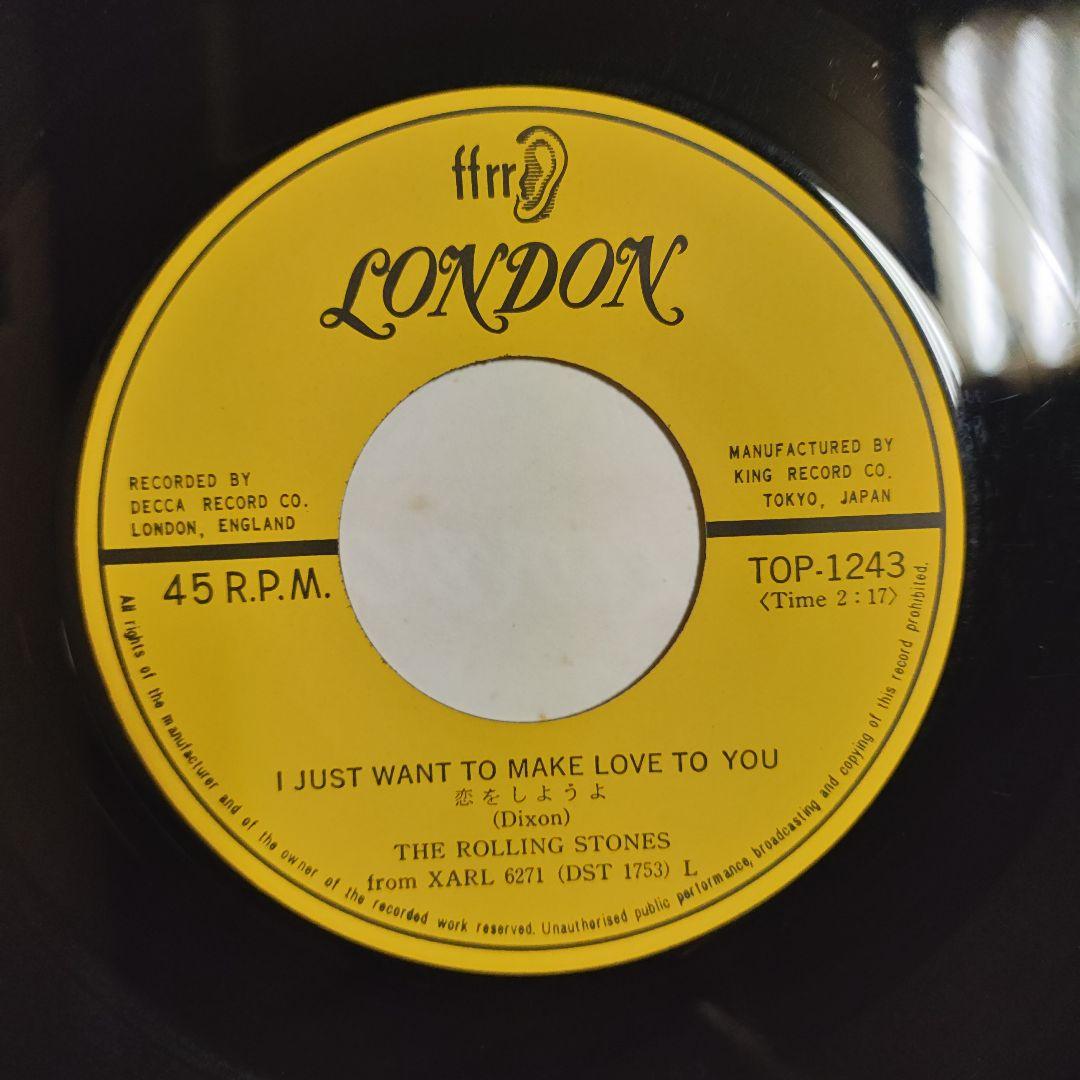 ffrr
LONDON
RECORDED BY
DECCA RECORD CO.
LONDON, ENGLAND
MANUFACTURED BY
KING RECORD CO.
TOKYO, JAPAN
45 R.P.M.
TOP-1243
〈Time 2:17〉
I JUST WANT TO MAKE LOVE TO YOU
恋をしようよ
(Dixon)
THE ROLLING STONES
from XARL 6271 (DST 1753) L
All rights of the manufacturer and of the owner of the recorded work reserved. Unauthorised public performance, broadcasting and copying of this record prohibited.